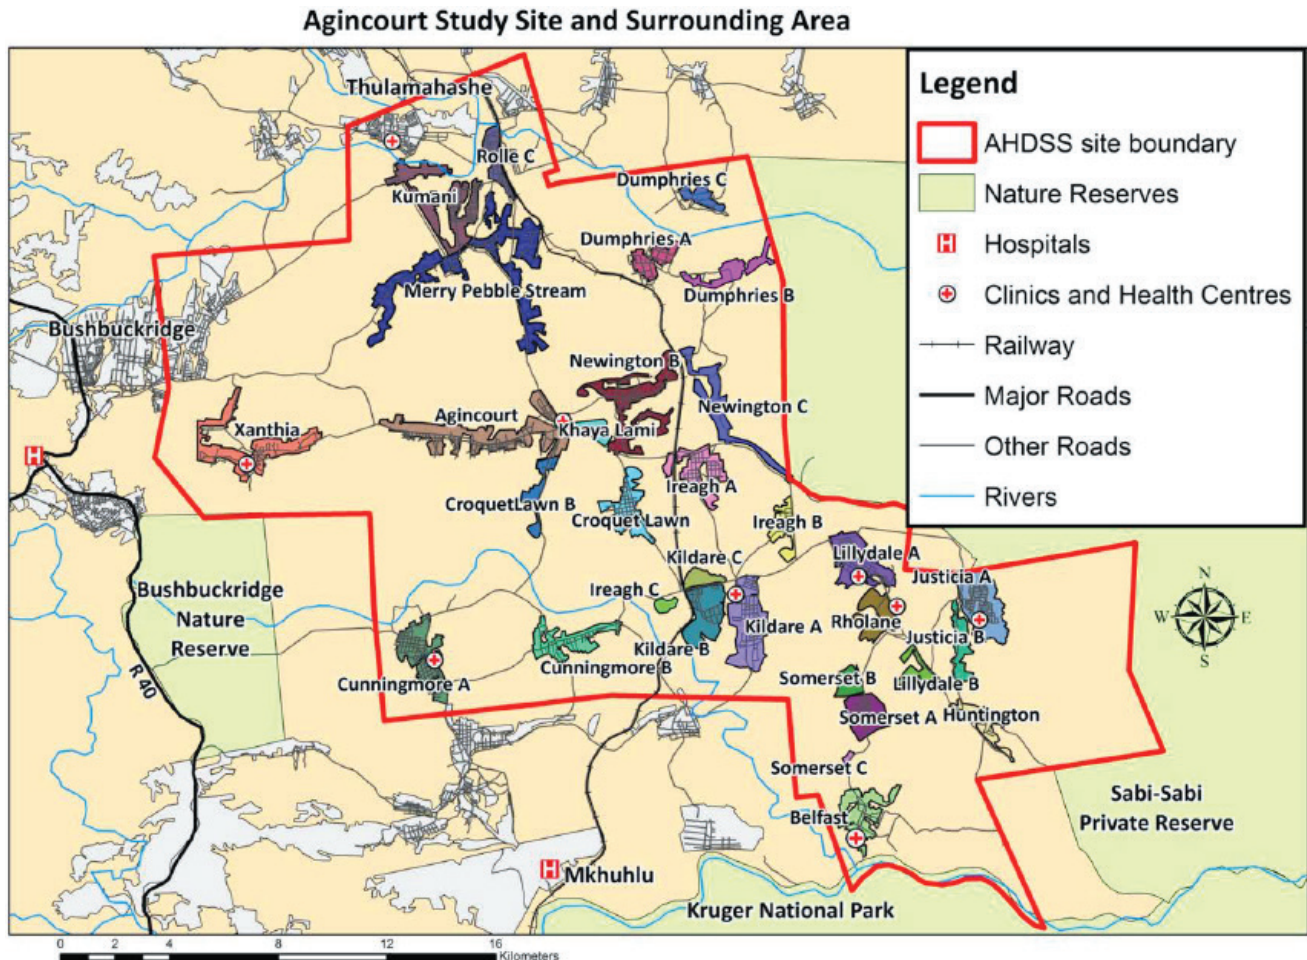 Agincourt Study Site and Surrounding Area
Legend
AHDSS site boundary
Nature Reserves
H Hospitals
Clinics and Health Centres
Railway
Major Roads
Other Roads
Rivers
Thulamahashe
Rolle C
Kumani
Dumphries C
Dumphries A
Dumphries B
Merry Pebble Stream
Bushbuckridge
Newington B
Newington C
Agincourt
Khaya Lami
Xanthia
H
Ireagh A
CroquetLawn B
Croquet Lawn
Ireagh B
Kildare C
Lillydale A
Justicia A
Bushbuckridge
Nature
Reserve
Ireagh C
Kildare A
Rholane
Justicia B
Kildare B
Cunningmore B
Cunningmore A
Somerset B
Lillydale B
R 40
Somerset A
Huntington
Somerset C
Belfast
N
W
E
S
Sabi-Sabi
Private Reserve
H
Mkhuhlu
Kruger National Park
0 2 4 8 12 16
Kilometers